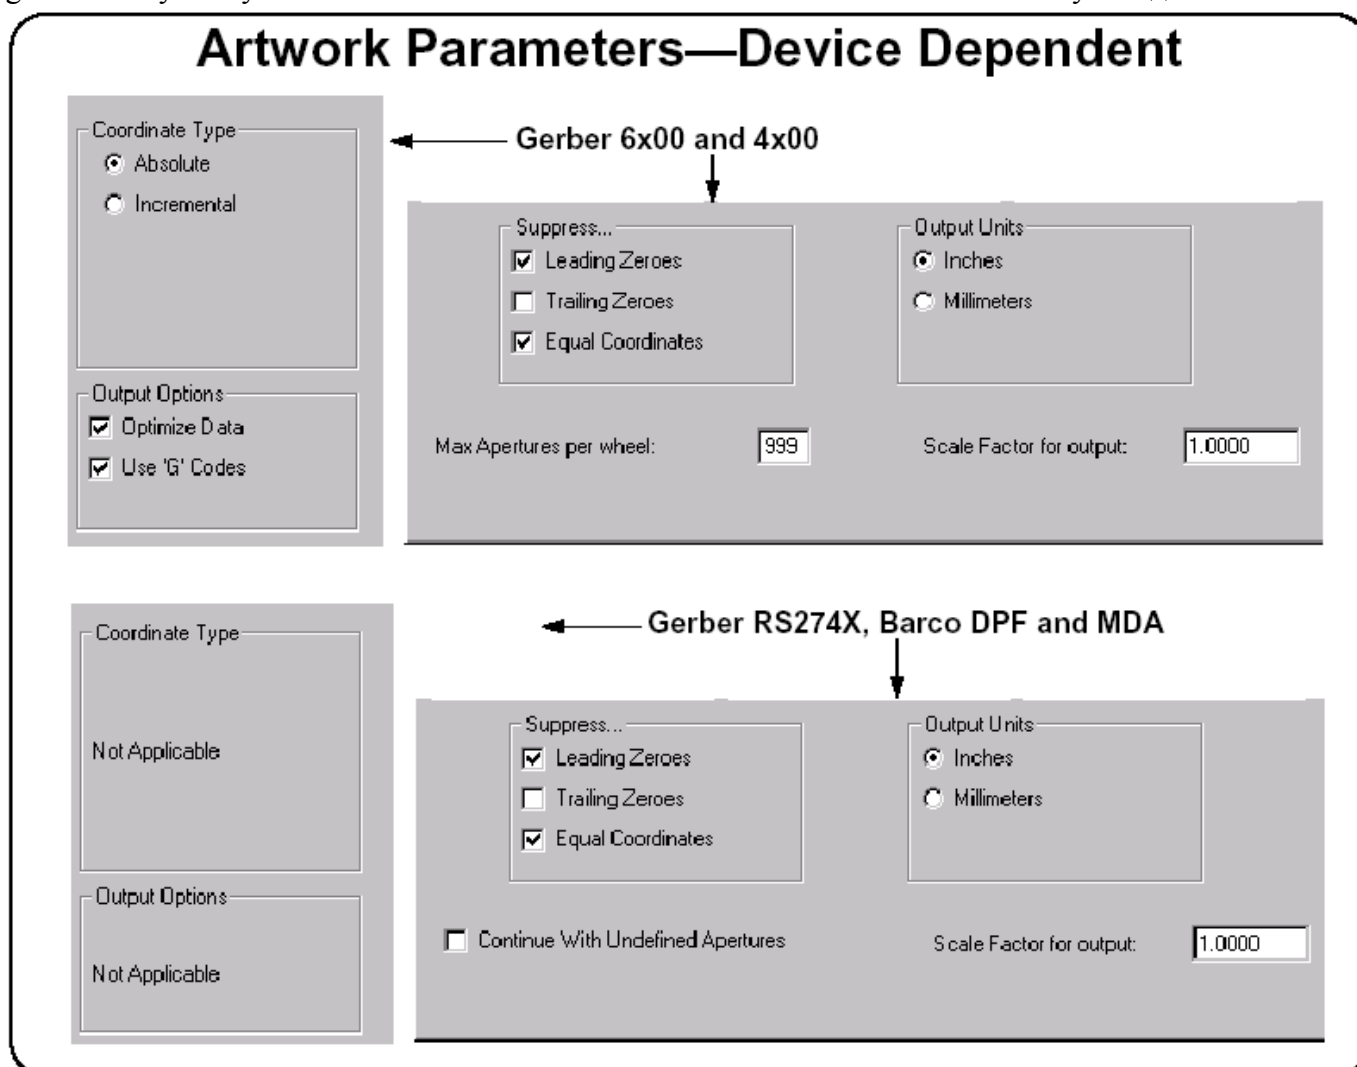 Artwork Parameters—Device Dependent
Gerber 6x00 and 4x00
Coordinate Type
Absolute
Incremental
Output Options
Optimize Data
Use 'G' Codes
Suppress...
Leading Zeroes
Trailing Zeroes
Equal Coordinates
Output Units
Inches
Millimeters
Max Apertures per wheel: 999
Scale Factor for output: 1.0000
Gerber RS274X, Barco DPF and MDA
Coordinate Type
Not Applicable
Output Options
Not Applicable
Suppress...
Leading Zeroes
Trailing Zeroes
Equal Coordinates
Output Units
Inches
Millimeters
Continue With Undefined Apertures
Scale Factor for output: 1.0000